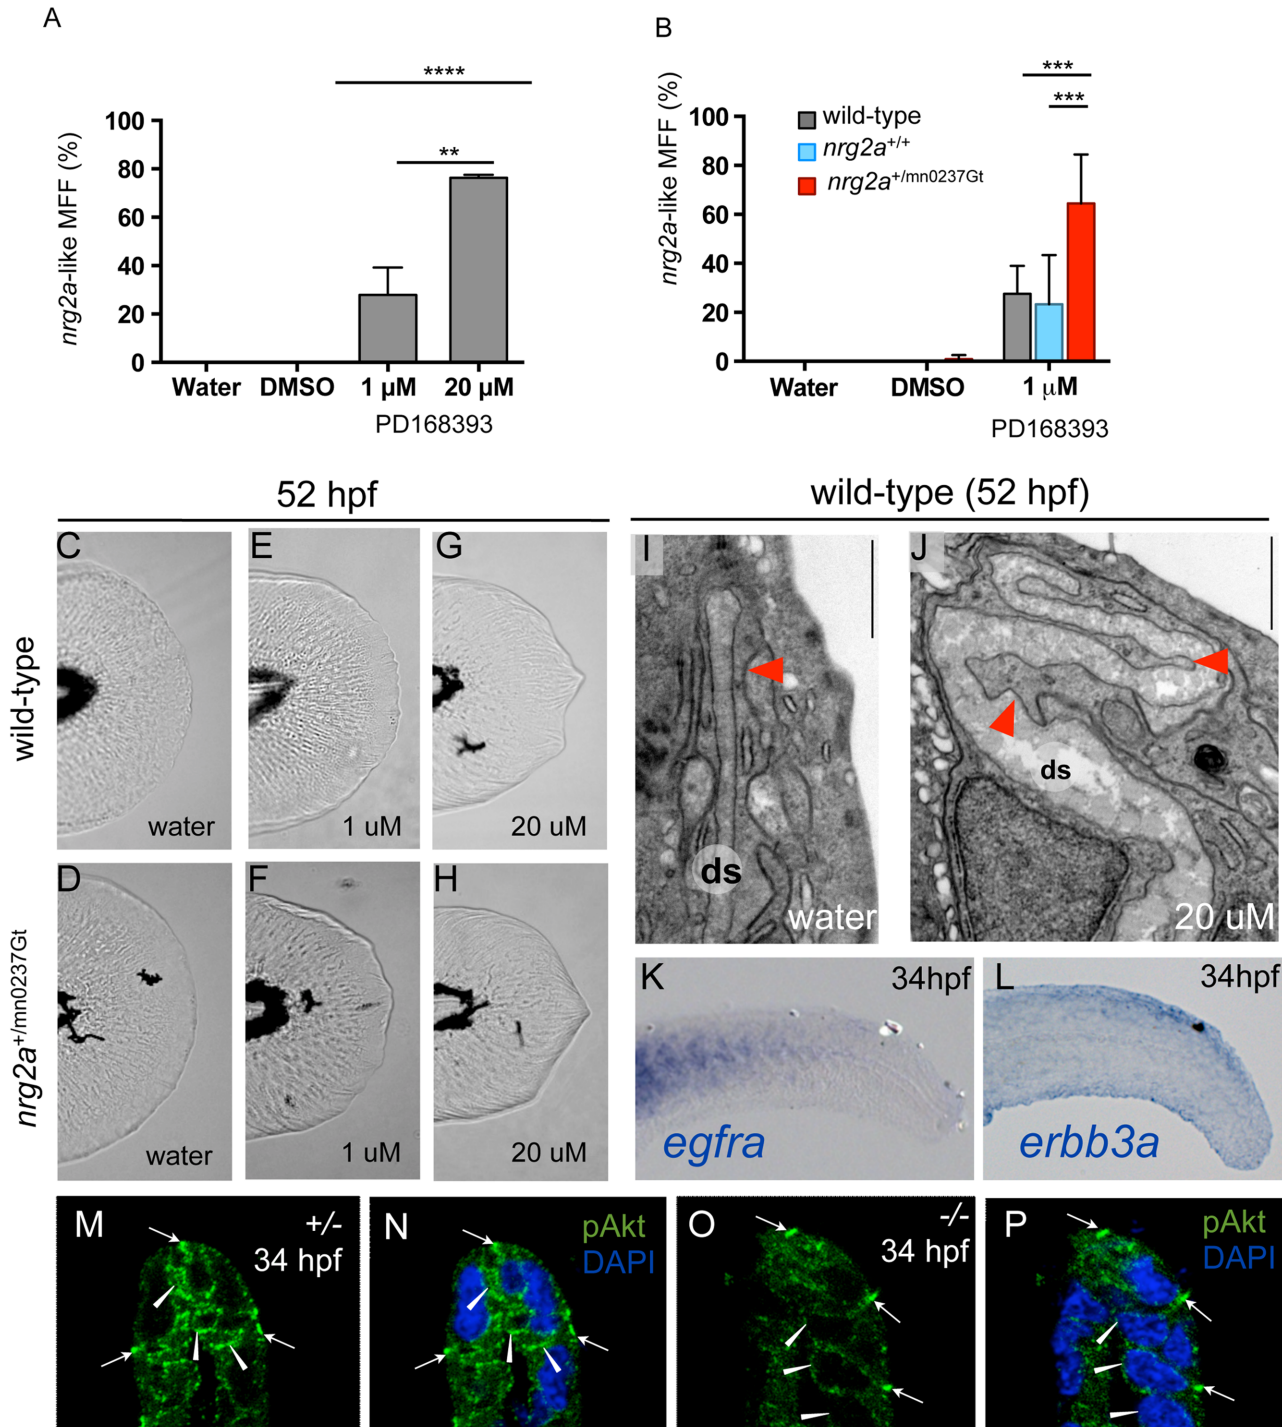 A
****
**
nrg2a-like MFF (%)
100
80
60
40
20
0
Water DMSO 1 µM 20 µM
PD168393
B
***
***
wild-type
nrg2a+/+
nrg2a+/mn0237Gt
nrg2a-like MFF (%)
100
80
60
40
20
0
Water DMSO 1 µM
PD168393
52 hpf
wild-type (52 hpf)
wild-type
nrg2a+/mn0237Gt
C
water
E
1 uM
G
20 uM
D
water
F
1 uM
H
20 uM
I
ds
water
J
ds
20 uM
K
34hpf
egfra
L
34hpf
erbb3a
M
+/-
34 hpf
N
pAkt
DAPI
O
-/-
34 hpf
P
pAkt
DAPI